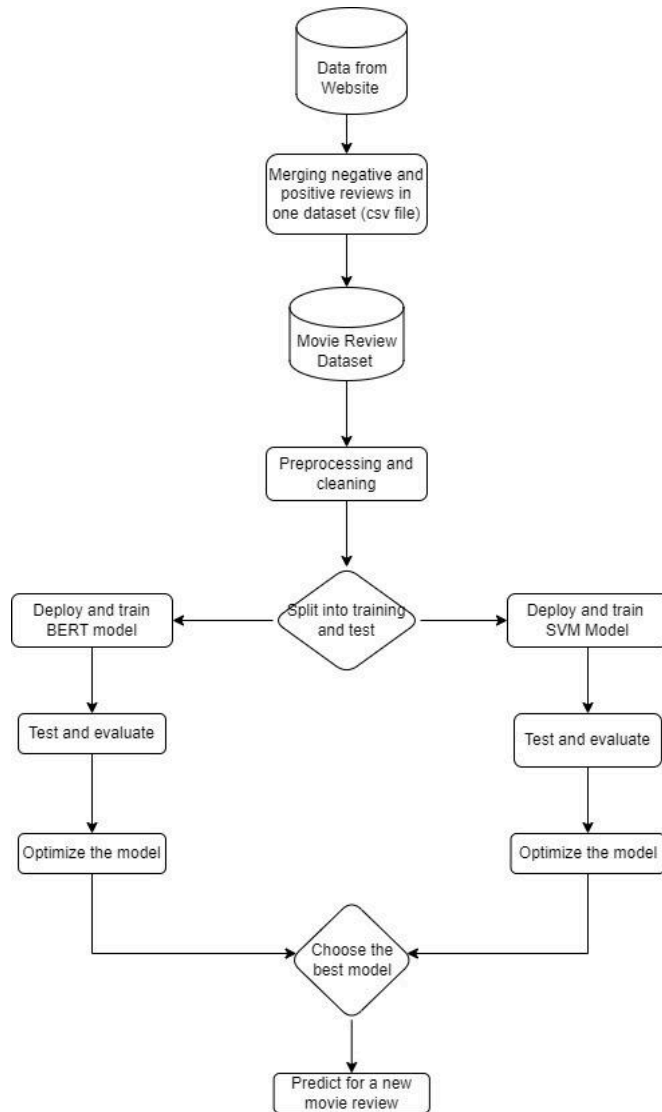 Data from
Website
Merging negative and
positive reviews in
one dataset (csv file)
Movie Review
Dataset
Preprocessing and
cleaning
Split into training
and test
Deploy and train
BERT model
Deploy and train
SVM Model
Test and evaluate
Test and evaluate
Optimize the model
Optimize the model
Choose the
best model
Predict for a new
movie review